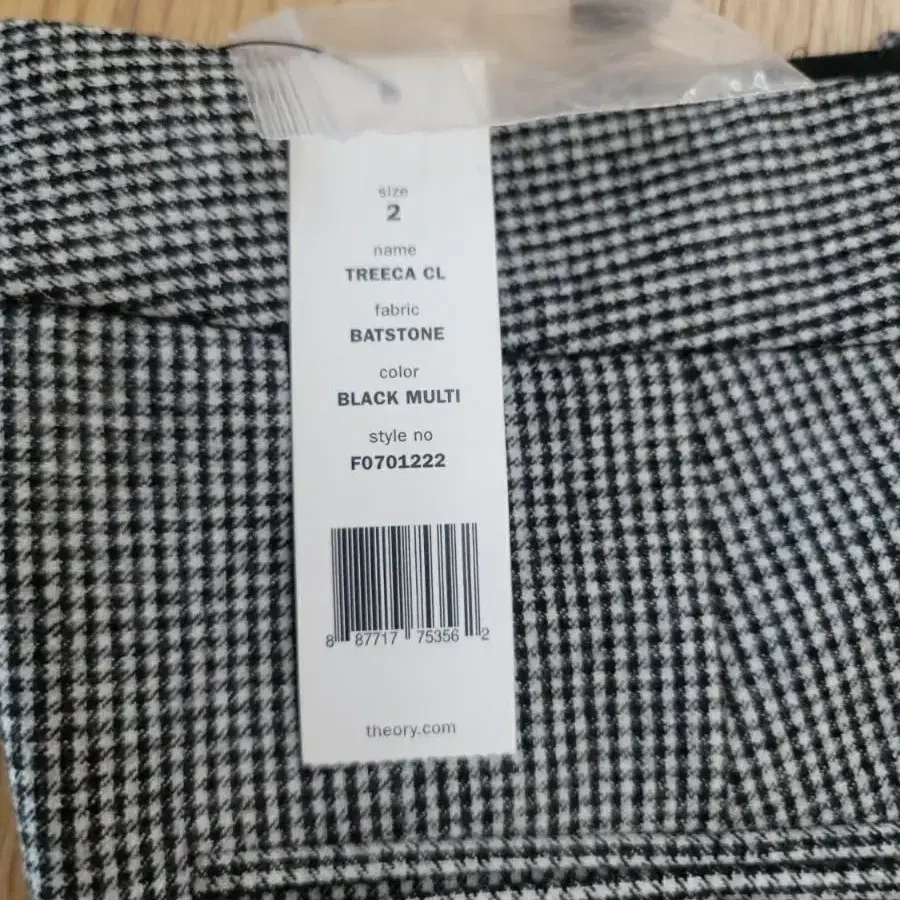 size
2
name
TREECA CL
fabric
BATSTONE
color
BLACK MULTI
style no
F0701222
8 87717 75356 2
theory.com